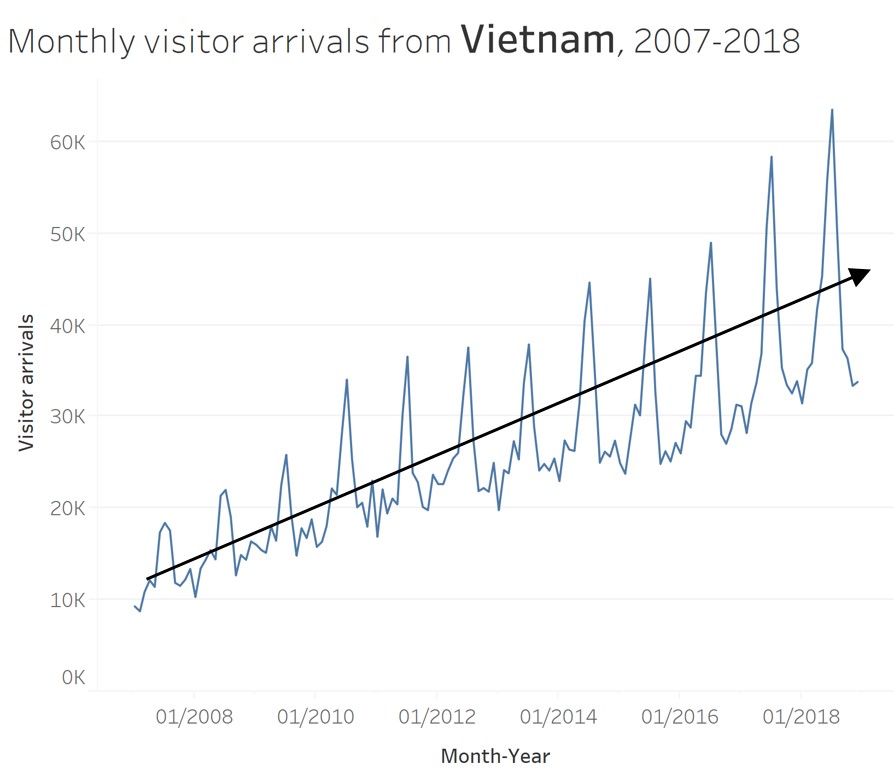 Monthly visitor arrivals from Vietnam, 2007-2018
60K
50K
40K
30K
20K
10K
0K
Visitor arrivals
01/2008 01/2010 01/2012 01/2014 01/2016 01/2018
Month-Year